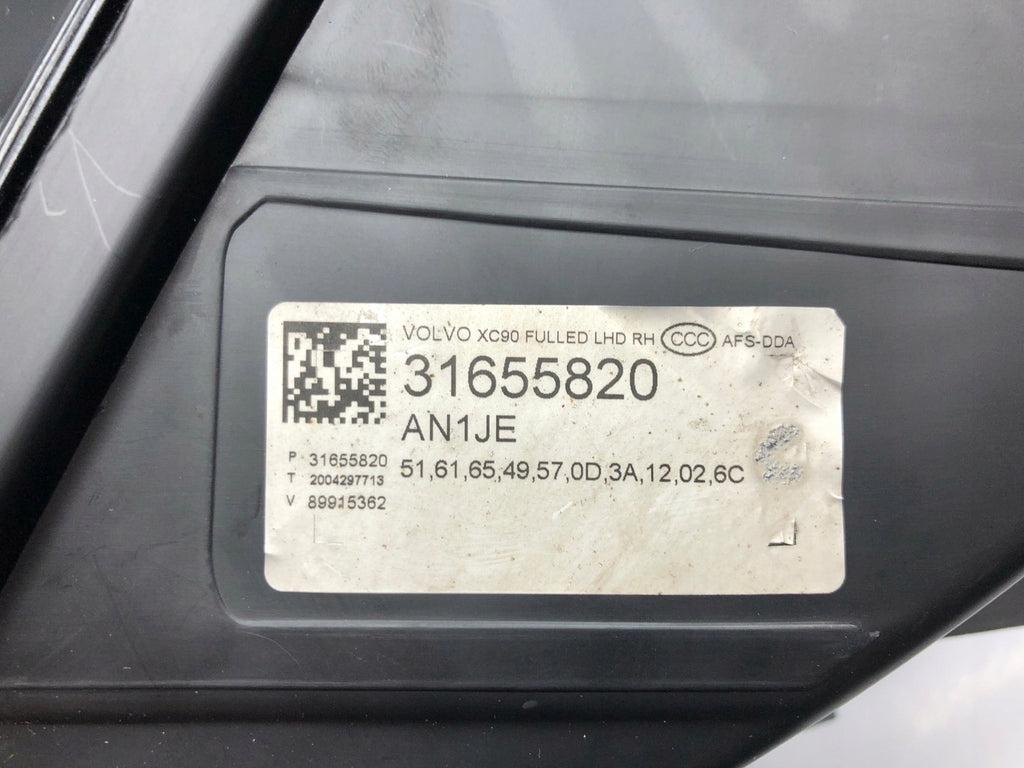 VOLVO XC90 FULLED LHD RH CCC AFS-DDA
31655820
AN1JE
P 31655820
T 2004297713
V 89915362
51,61,65,49,57,0D,3A,12,02,6C